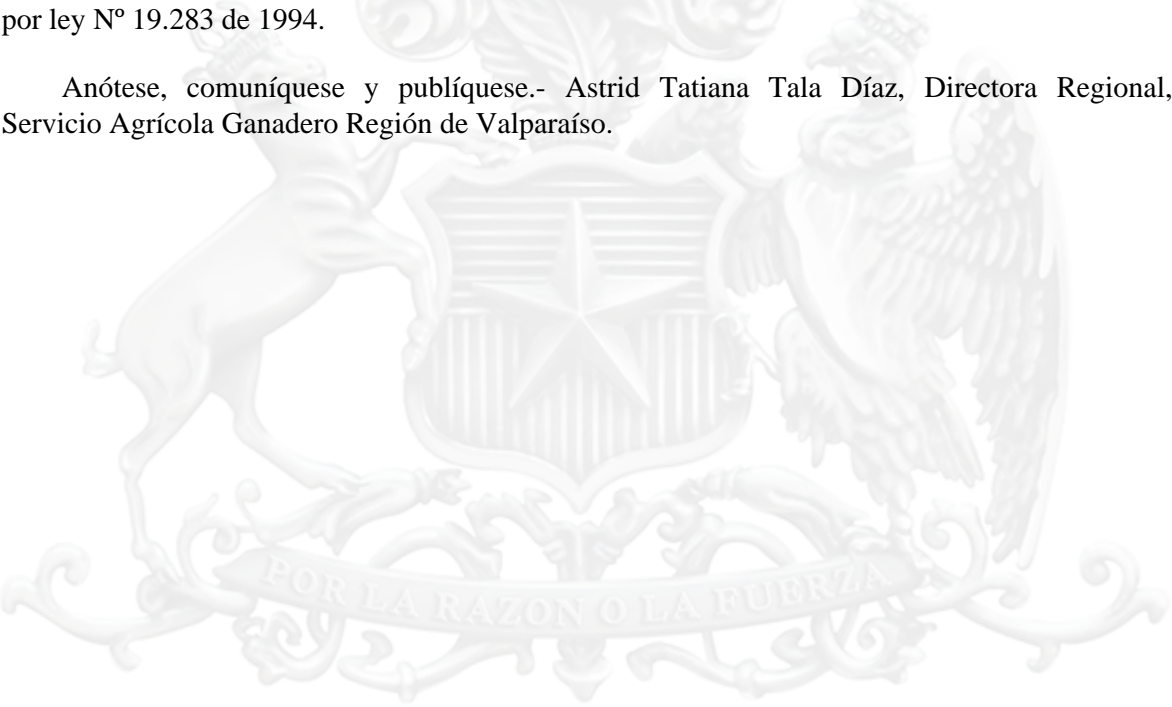 por ley Nº 19.283 de 1994.
Anótese, comuníquese y publíquese.- Astrid Tatiana Tala Díaz, Directora Regional,
Servicio Agrícola Ganadero Región de Valparaíso.
POR LA RAZON O LA FUERZA